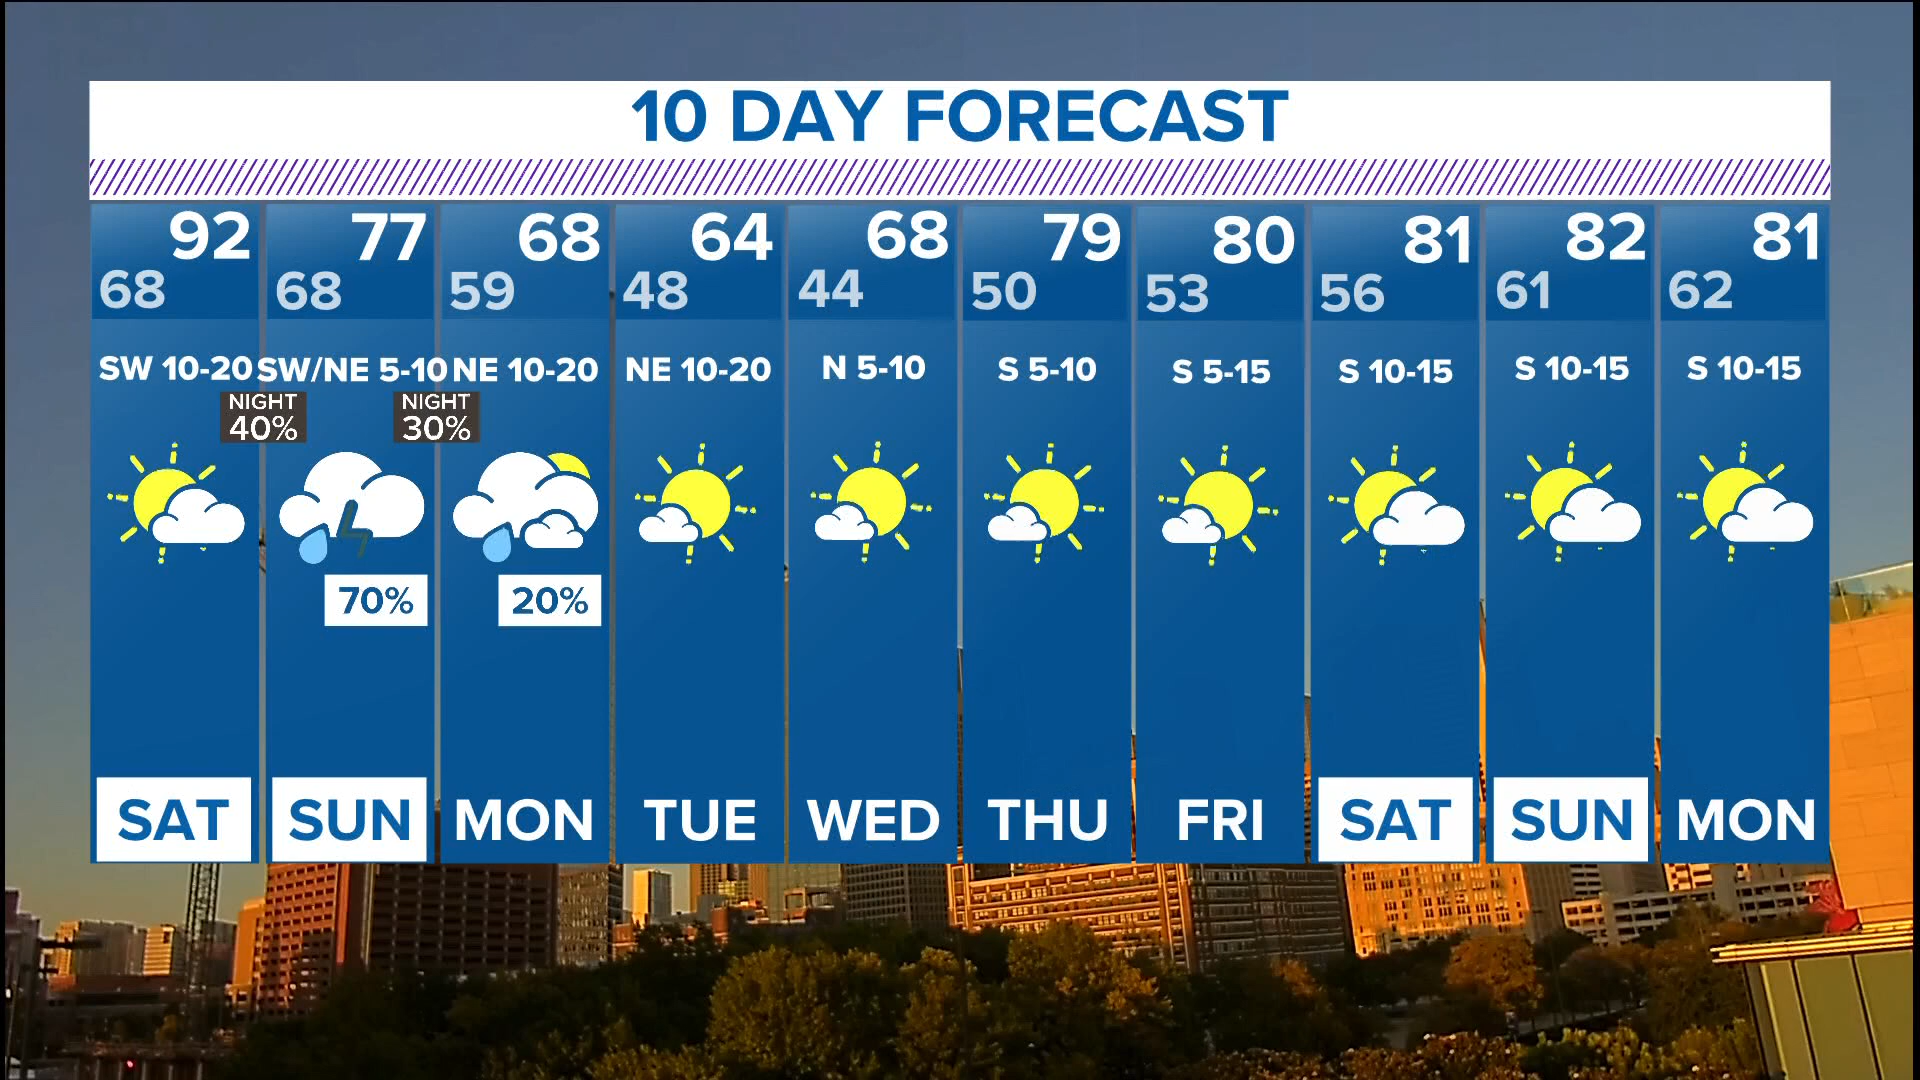 10 DAY FORECAST
92 77 68 64 68 79 80 81 82 81
68 68 59 48 44 50 53 56 61 62
SW 10-20 SW/NE 5-10 NE 10-20 NE 10-20 N 5-10 S 5-10 S 5-15 S 10-15 S 10-15 S 10-15
NIGHT NIGHT
40% 30%
70% 20%
SAT SUN MON TUE WED THU FRI SAT SUN MON